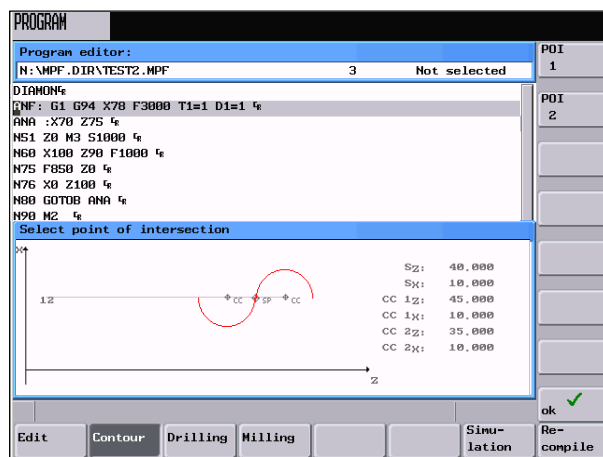 PROGRAM
Program editor:
N:\MPF.DIR\TEST2.MPF 3 Not selected
DIAMON␍
ANF: G1 G94 X78 F3000 T1=1 D1=1 ␍
ANA :X70 Z75 ␍
N51 Z0 M3 S1000 ␍
N60 X100 Z90 F1000 ␍
N75 F850 Z0 ␍
N76 X0 Z100 ␍
N80 GOTOB ANA ␍
N90 M2 ␍
Select point of intersection
X
12
CC SP CC
Z
SZ: 40.000
SX: 10.000
CC 1Z: 45.000
CC 1X: 10.000
CC 2Z: 35.000
CC 2X: 10.000
POI
1
POI
2
ok
Edit
Contour
Drilling
Milling
Simu-
lation
Re-
compile